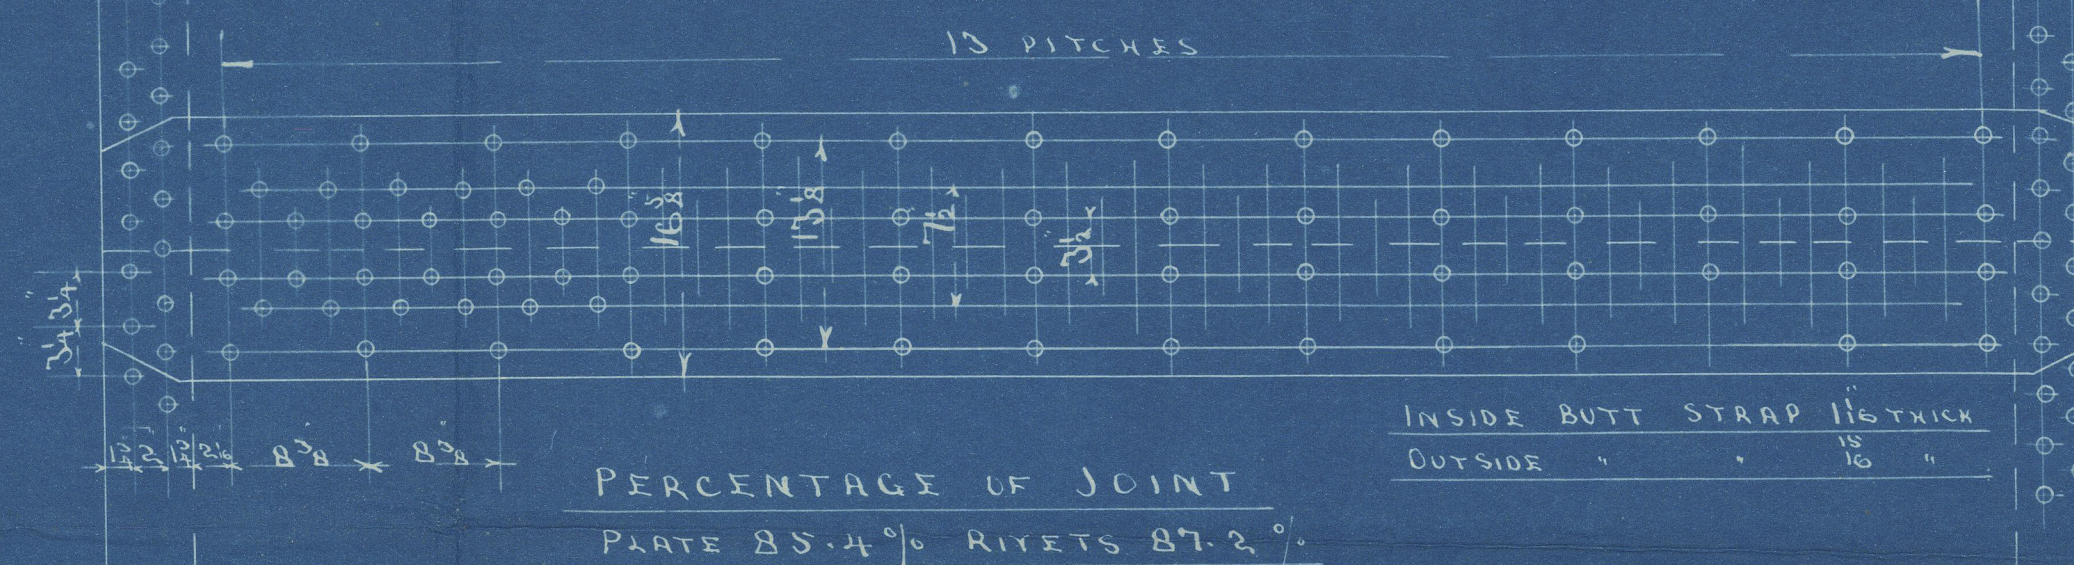 13 PITCHES
16 5/8"
13 1/8"
7 1/2"
3 1/2"
3 1/4"
3 1/4"
1 3/4" 2" 1 3/4" 2 1/16" 8 3/8" 8 3/8"
INSIDE BUTT STRAP 1 1/16" THICK
OUTSIDE " " 15/16 "
PERCENTAGE OF JOINT
PLATE 85.4% RIVETS 87.2%